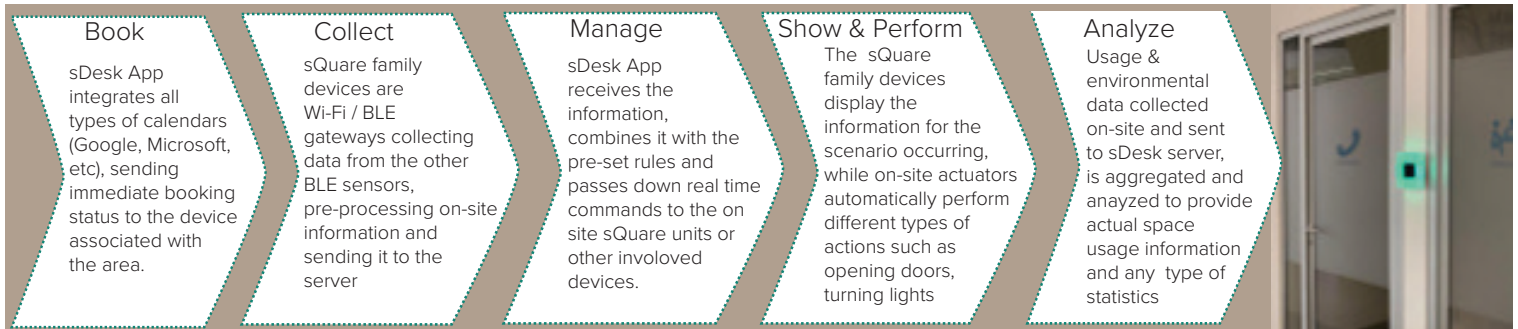 Book
sDesk App
integrates all
types of calendars
(Google, Microsoft,
etc), sending
immediate booking
status to the device
associated with
the area.
Collect
sQuare family
devices are
Wi-Fi / BLE
gateways collecting
data from the other
BLE sensors,
pre-processing on-site
information and
sending it to the
server
Manage
sDesk App
receives the
information,
combines it with the
pre-set rules and
passes down real time
commands to the on
site sQuare units or
other involoved
devices.
Show & Perform
The sQuare
family devices
display the
information for the
scenario occurring,
while on-site actuators
automatically perform
different types of
actions such as
opening doors,
turning lights
Analyze
Usage &
environmental
data collected
on-site and sent
to sDesk server,
is aggregated and
anayzed to provide
actual space
usage information
and any type of
statistics